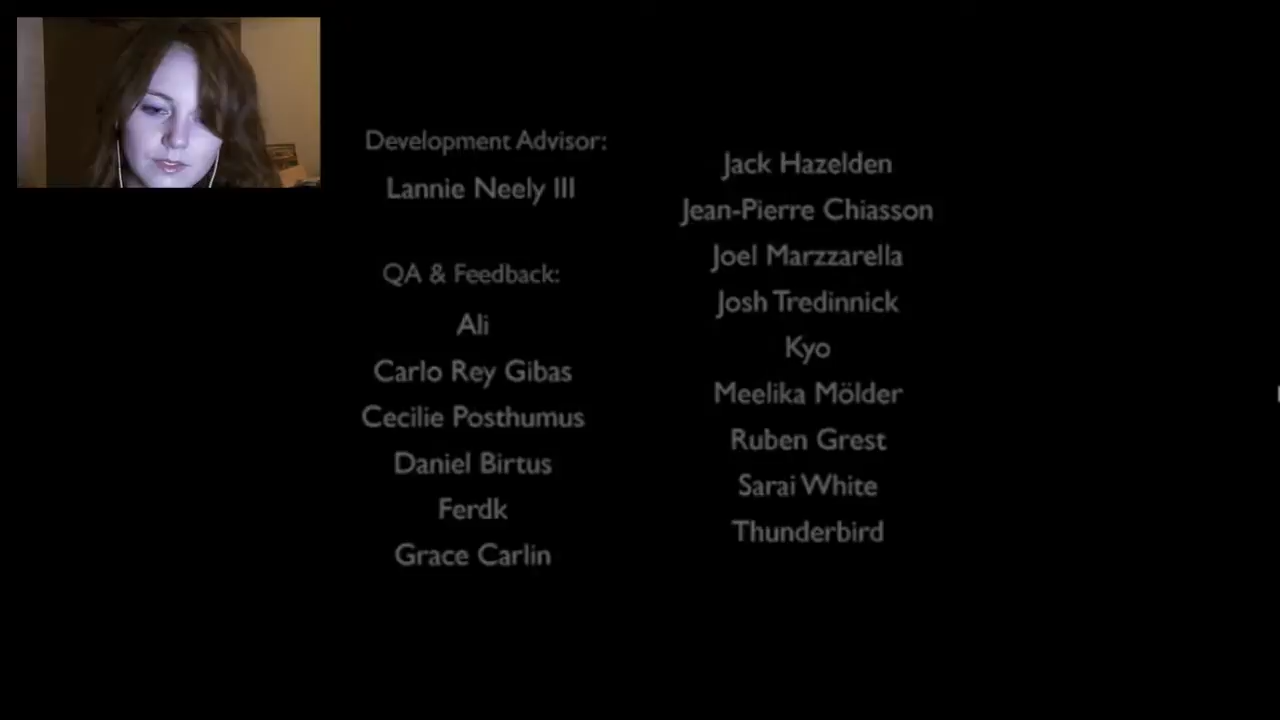 Development Advisor:
Lannie Neely III
QA & Feedback:
Ali
Carlo Rey Gibas
Cecilie Posthumus
Daniel Birtus
Ferdk
Grace Carlin
Jack Hazelden
Jean-Pierre Chiasson
Joel Marzzarella
Josh Tredinnick
Kyo
Meelika Mölder
Ruben Grest
Sarai White
Thunderbird